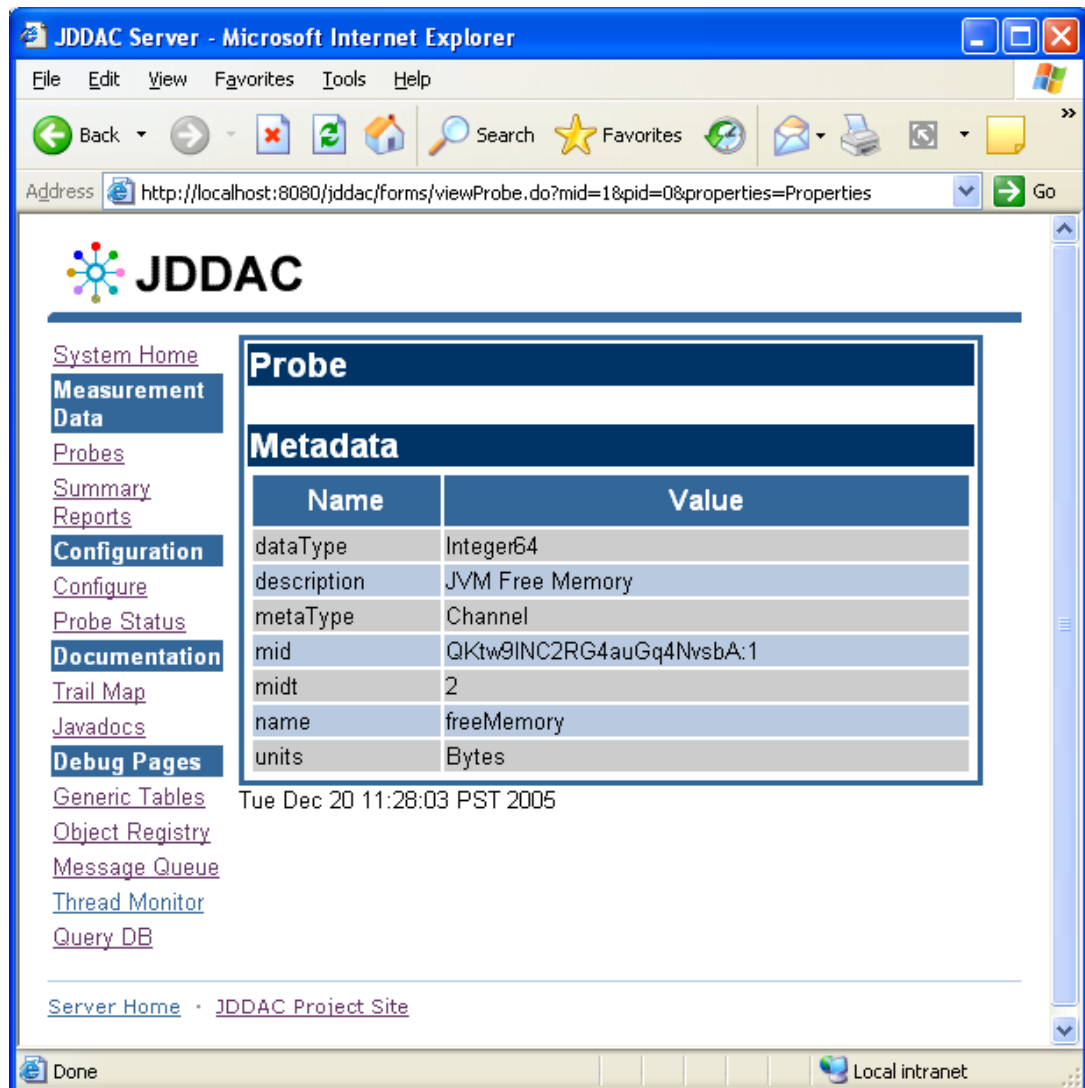 JDDAC Server - Microsoft Internet Explorer
File Edit View Favorites Tools Help
Back Search Favorites »
Address http://localhost:8080/jddac/forms/viewProbe.do?mid=1&pid=0&properties=Properties Go
JDDAC
System Home
Measurement
Data
Probes
Summary
Reports
Configuration
Configure
Probe Status
Documentation
Trail Map
Javadocs
Debug Pages
Generic Tables
Object Registry
Message Queue
Thread Monitor
Query DB
Probe
Metadata
Name Value
dataType Integer64
description JVM Free Memory
metaType Channel
mid QKtw9INC2RG4auGq4NvsbA:1
midt 2
name freeMemory
units Bytes
Tue Dec 20 11:28:03 PST 2005
Server Home · JDDAC Project Site
Done Local intranet